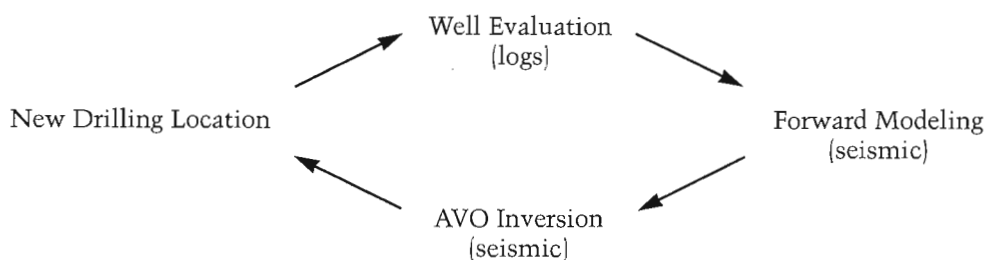 Well Evaluation
(logs)
New Drilling Location
Forward Modeling
(seismic)
AVO Inversion
(seismic)